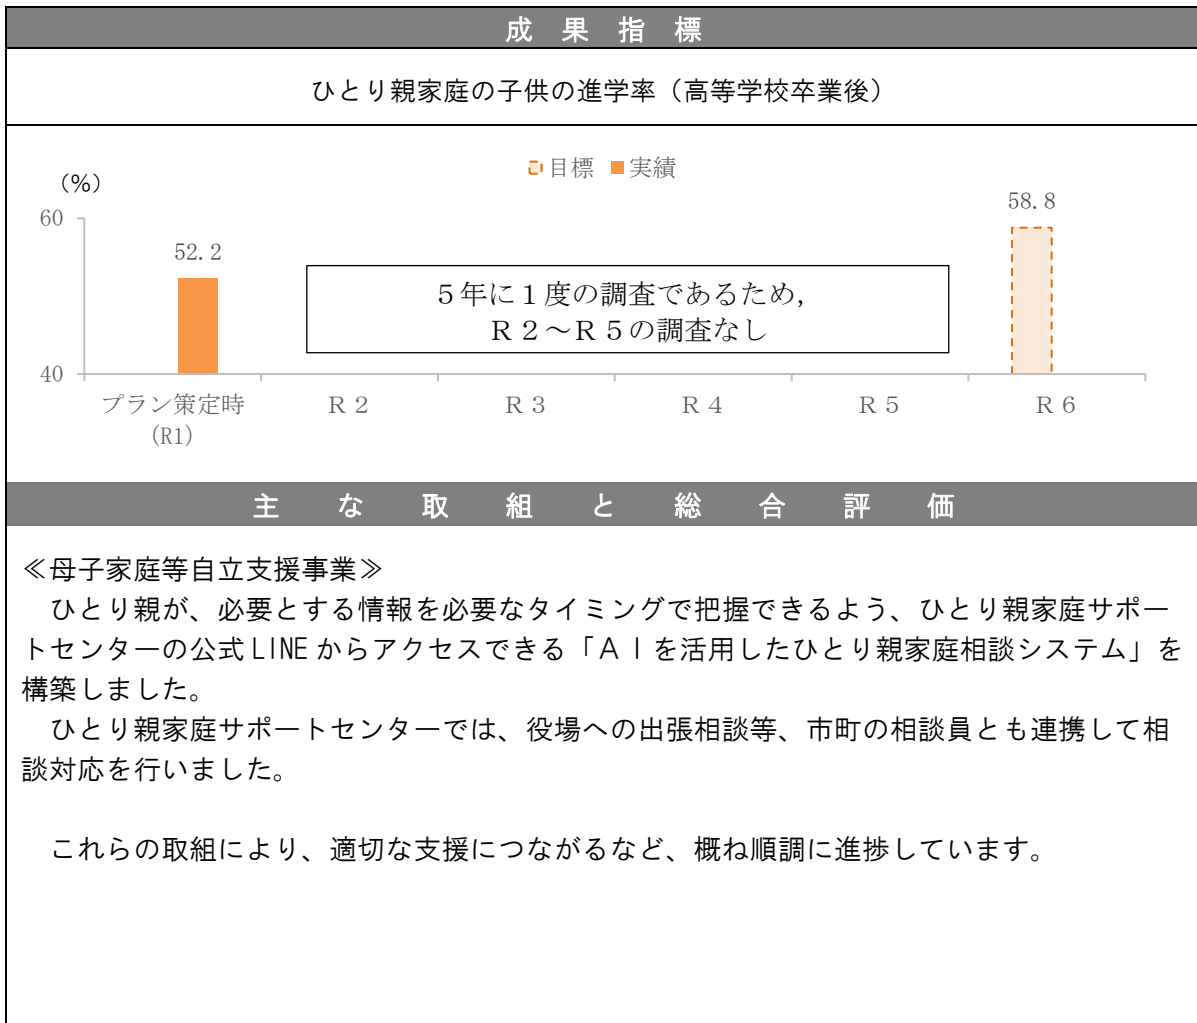 成果指標
ひとり親家庭の子供の進学率（高等学校卒業後）
目標 実績
（%）
60
58.8
52.2
５年に１度の調査であるため，
Ｒ２～Ｒ５の調査なし
40
プラン策定時 Ｒ２ Ｒ３ Ｒ４ Ｒ５ Ｒ６
（R1）
主な取組と総合評価
≪母子家庭等自立支援事業≫
　ひとり親が、必要とする情報を必要なタイミングで把握できるよう、ひとり親家庭サポー
トセンターの公式 LINE からアクセスできる「ＡＩを活用したひとり親家庭相談システム」を
構築しました。
　ひとり親家庭サポートセンターでは、役場への出張相談等、市町の相談員とも連携して相
談対応を行いました。
　これらの取組により、適切な支援につながるなど、概ね順調に進捗しています。